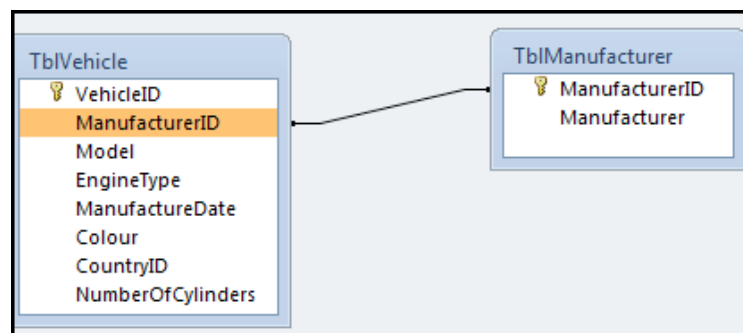 TblVehicle
VehicleID
ManufacturerID
Model
EngineType
ManufactureDate
Colour
CountryID
NumberOfCylinders
TblManufacturer
ManufacturerID
Manufacturer